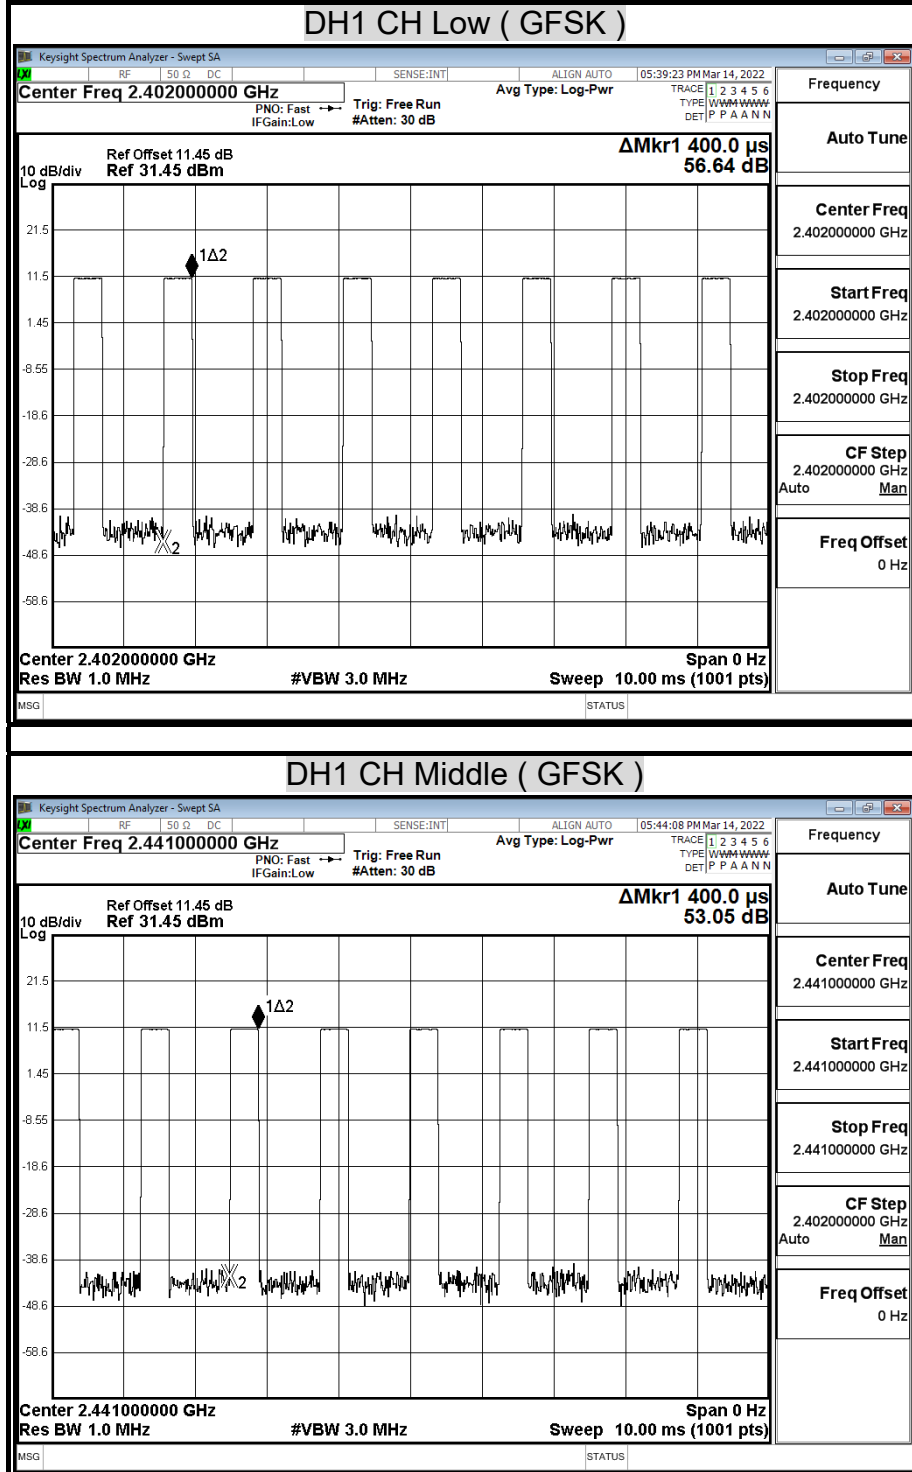 DH1 CH Low ( GFSK )
Keysight Spectrum Analyzer - Swept SA
LXI RF 50 Ω DC SENSE:INT ALIGN AUTO 05:39:23 PM Mar 14, 2022
Center Freq 2.402000000 GHz
PNO: Fast
IFGain:Low
Trig: Free Run
#Atten: 30 dB
Avg Type: Log-Pwr
TRACE 1 2 3 4 5 6
TYPE WWMWWWW
DET P P A A N N
Frequency
Auto Tune
Center Freq
2.402000000 GHz
Start Freq
2.402000000 GHz
Stop Freq
2.402000000 GHz
CF Step
2.402000000 GHz
Auto Man
Freq Offset
0 Hz
ΔMkr1 400.0 µs
56.64 dB
Ref Offset 11.45 dB
10 dB/div Ref 31.45 dBm
Log
1Δ2
21.5
11.5
1.45
-8.55
-18.6
-28.6
-38.6
-48.6
-58.6
2
Center 2.402000000 GHz Span 0 Hz
Res BW 1.0 MHz #VBW 3.0 MHz Sweep 10.00 ms (1001 pts)
MSG STATUS
DH1 CH Middle ( GFSK )
Keysight Spectrum Analyzer - Swept SA
LXI RF 50 Ω DC SENSE:INT ALIGN AUTO 05:44:08 PM Mar 14, 2022
Center Freq 2.441000000 GHz
PNO: Fast
IFGain:Low
Trig: Free Run
#Atten: 30 dB
Avg Type: Log-Pwr
TRACE 1 2 3 4 5 6
TYPE WWMWWWW
DET P P A A N N
Frequency
Auto Tune
Center Freq
2.441000000 GHz
Start Freq
2.441000000 GHz
Stop Freq
2.441000000 GHz
CF Step
2.402000000 GHz
Auto Man
Freq Offset
0 Hz
ΔMkr1 400.0 µs
53.05 dB
Ref Offset 11.45 dB
10 dB/div Ref 31.45 dBm
Log
1Δ2
21.5
11.5
1.45
-8.55
-18.6
-28.6
-38.6
-48.6
-58.6
2
Center 2.441000000 GHz Span 0 Hz
Res BW 1.0 MHz #VBW 3.0 MHz Sweep 10.00 ms (1001 pts)
MSG STATUS